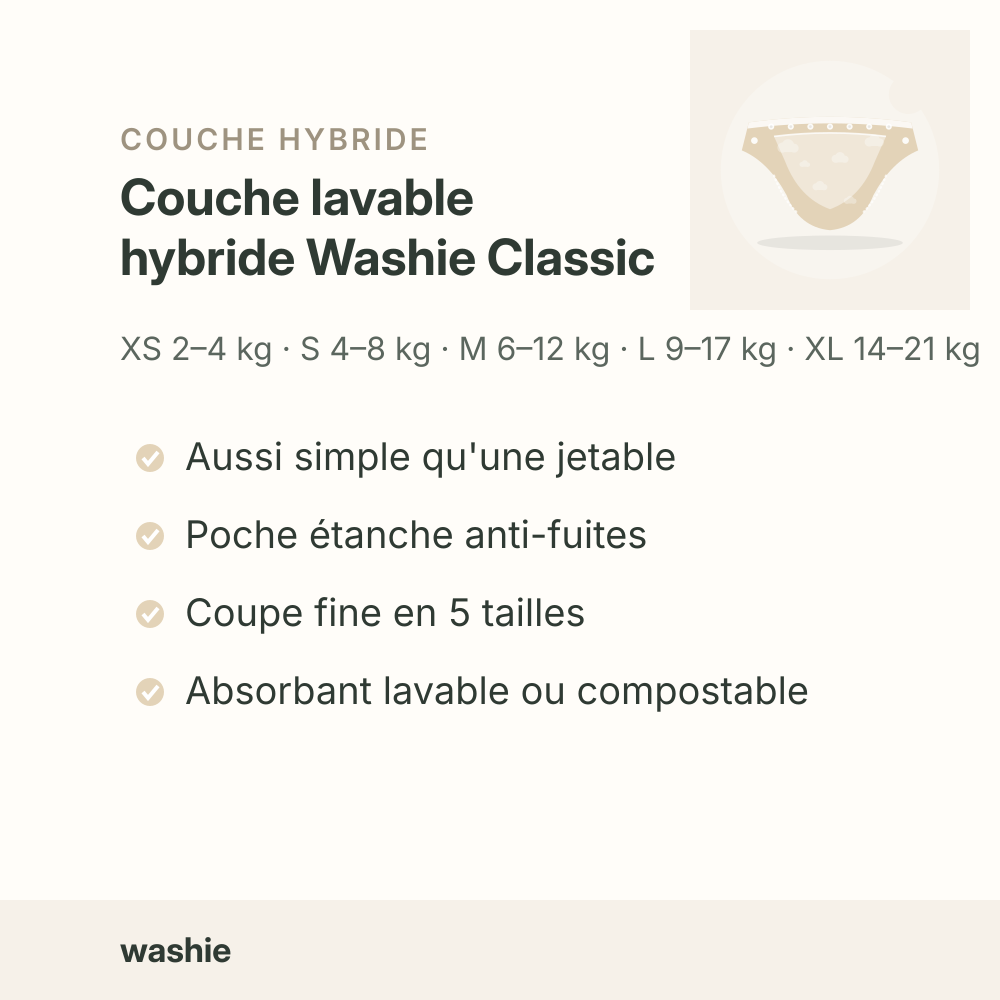 COUCHE HYBRIDE
Couche lavable
hybride Washie Classic
XS 2–4 kg · S 4–8 kg · M 6–12 kg · L 9–17 kg · XL 14–21 kg
Aussi simple qu'une jetable
Poche étanche anti-fuites
Coupe fine en 5 tailles
Absorbant lavable ou compostable
washie